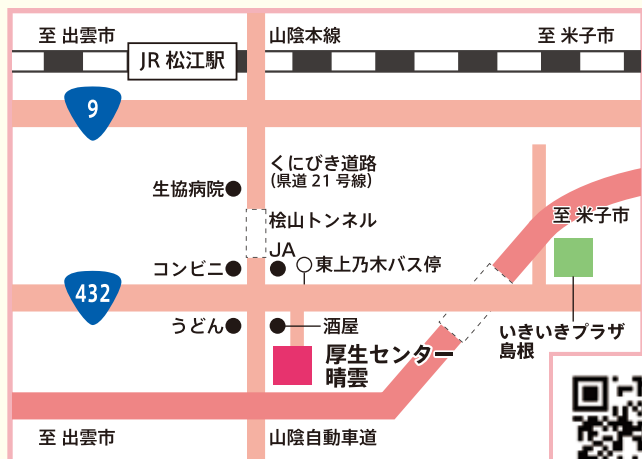 至 出雲市
山陰本線
至 米子市
JR 松江駅
9
くにびき道路
(県道 21 号線)
生協病院
桧山トンネル
至 米子市
JA
コンビニ
東上乃木バス停
432
うどん
酒屋
いきいきプラザ
島根
厚生センター
晴雲
至 出雲市
山陰自動車道